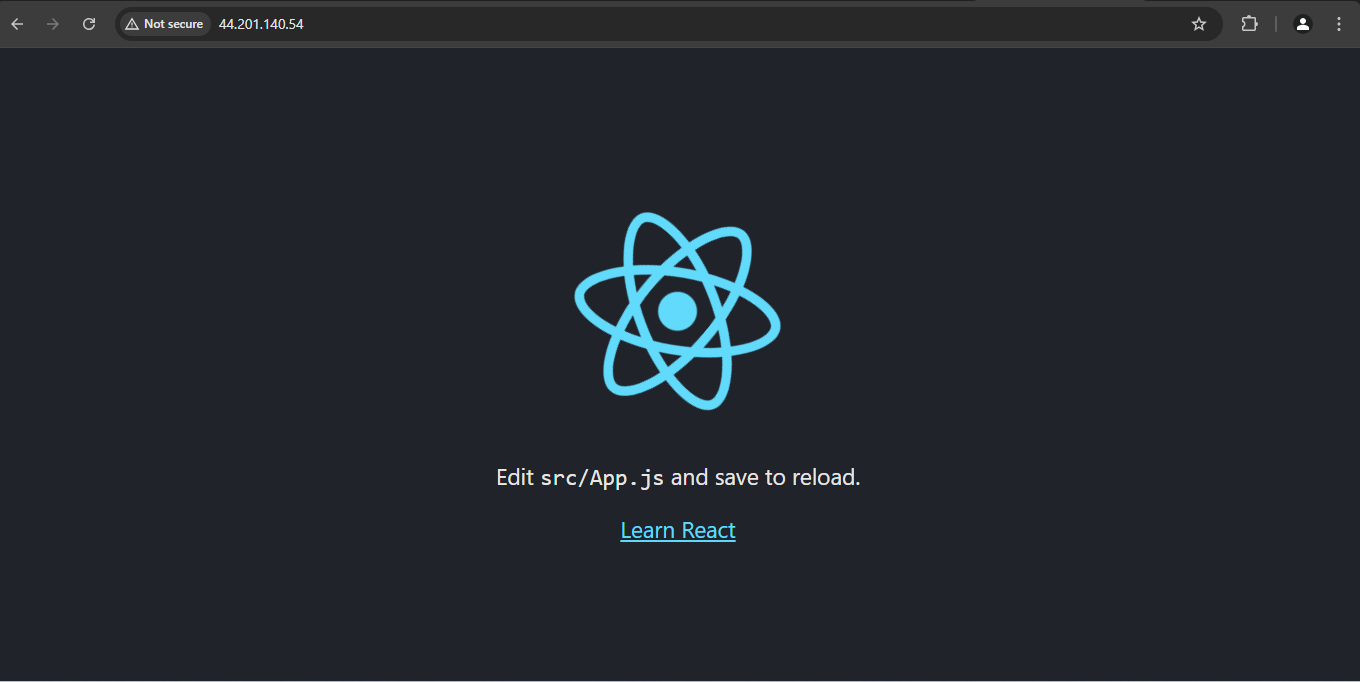 Not secure 44.201.140.54
Edit src/App.js and save to reload.
Learn React